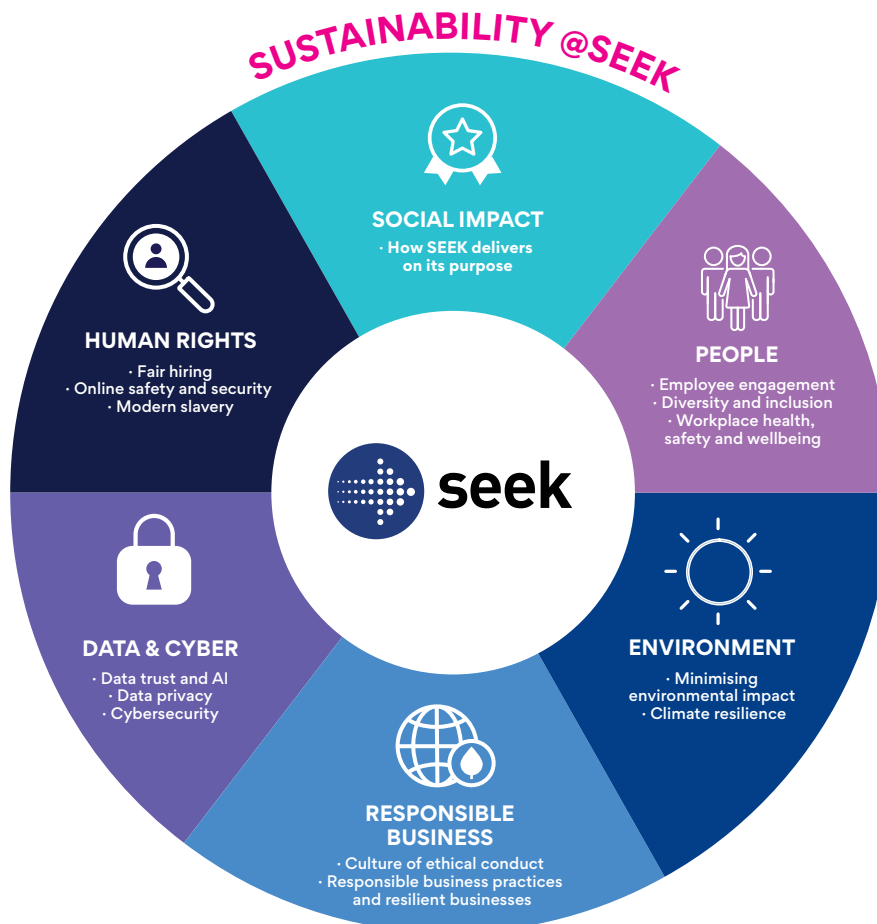 SUSTAINABILITY @SEEK
SOCIAL IMPACT
· How SEEK delivers
on its purpose
PEOPLE
· Employee engagement
· Diversity and inclusion
· Workplace health,
safety and wellbeing
ENVIRONMENT
· Minimising
environmental impact
· Climate resilience
RESPONSIBLE
BUSINESS
· Culture of ethical conduct
· Responsible business practices
and resilient businesses
DATA & CYBER
· Data trust and AI
· Data privacy
· Cybersecurity
HUMAN RIGHTS
· Fair hiring
· Online safety and security
· Modern slavery
seek